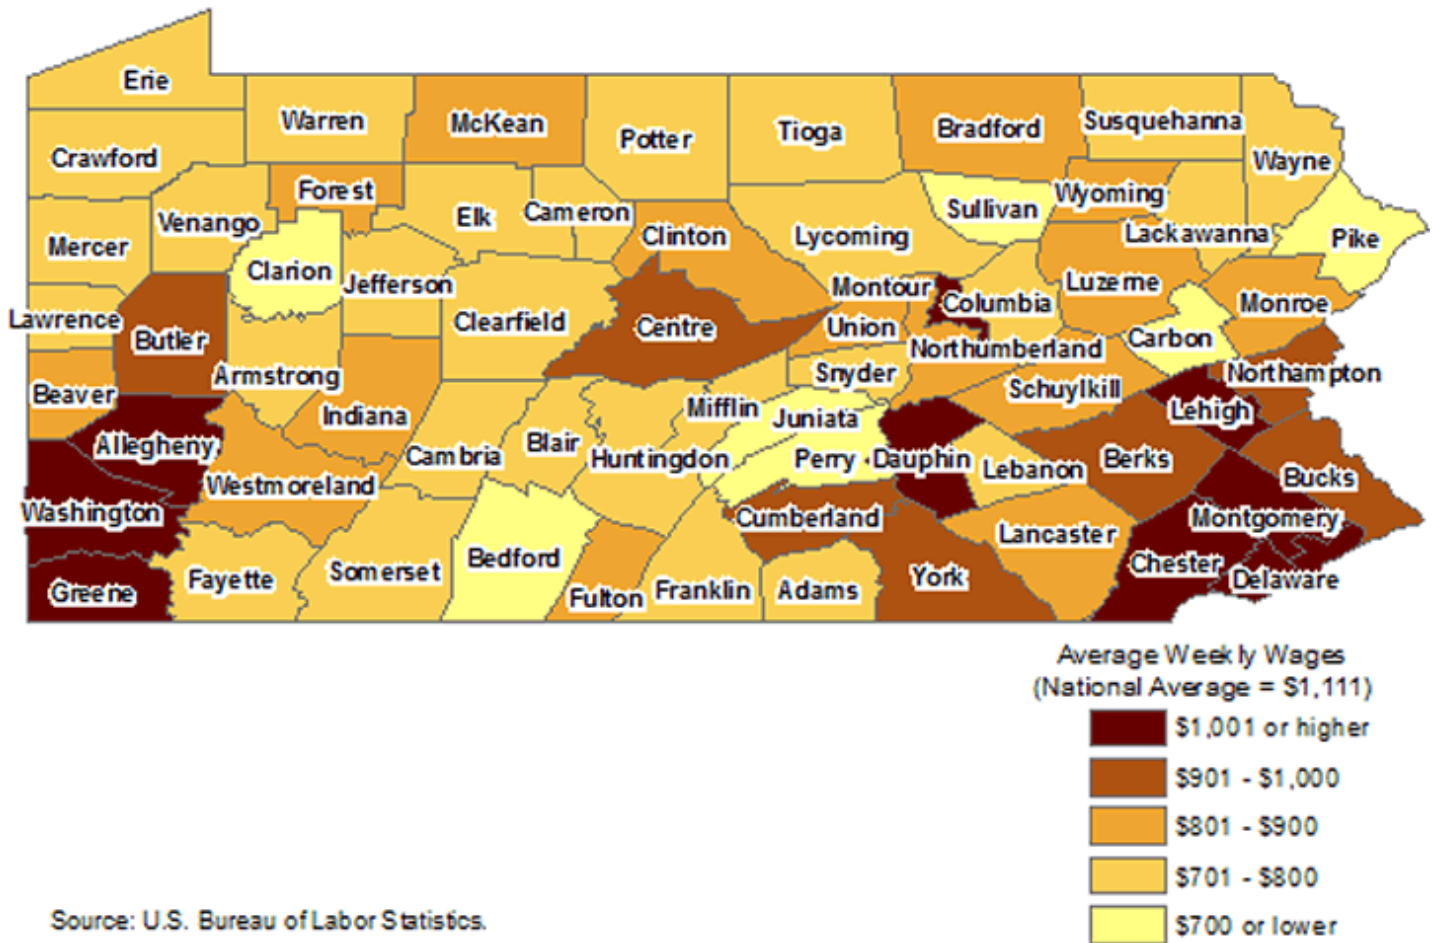 Erie
Warren
McKean
Potter
Tioga
Bradford
Susquehanna
Crawford
Wayne
Forest
Elk
Cameron
Sullivan
Wyoming
Venango
Mercer
Clinton
Lycoming
Lackawanna
Pike
Clarion
Jefferson
Montour
Columbia
Luzerne
Monroe
Lawrence
Butler
Clearfield
Centre
Union
Carbon
Northumberland
Armstrong
Snyder
Northampton
Beaver
Indiana
Mifflin
Juniata
Schuylkill
Lehigh
Allegheny
Cambria
Blair
Huntingdon
Perry
Dauphin
Lebanon
Berks
Bucks
Westmoreland
Washington
Cumberland
Montgomery
Lancaster
Greene
Fayette
Somerset
Bedford
Fulton
Franklin
Adams
York
Chester
Delaware
Average Weekly Wages
(National Average = $1,111)
$1,001 or higher
$901 - $1,000
$801 - $900
$701 - $800
$700 or lower
Source: U.S. Bureau of Labor Statistics.